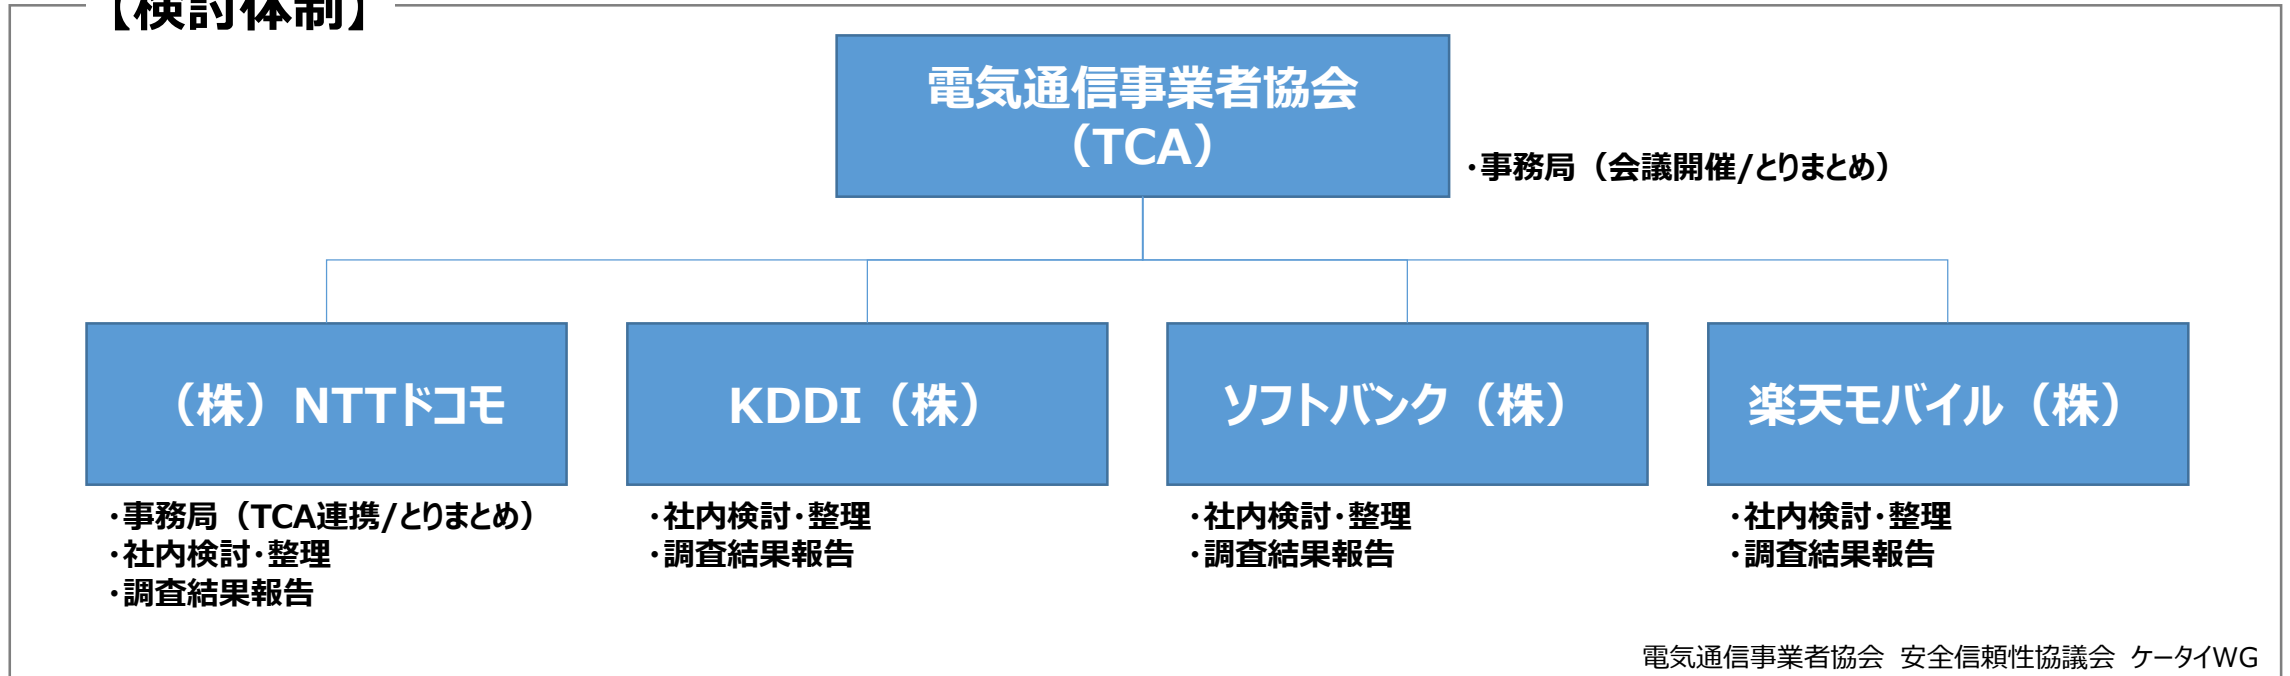 【検討体制】
電気通信事業者協会
（TCA）
・事務局（会議開催/とりまとめ）
（株）NTTドコモ
KDDI（株）
ソフトバンク（株）
楽天モバイル（株）
・事務局（TCA連携/とりまとめ）
・社内検討・整理
・調査結果報告
・社内検討・整理
・調査結果報告
・社内検討・整理
・調査結果報告
・社内検討・整理
・調査結果報告
電気通信事業者協会 安全信頼性協議会 ケータイWG